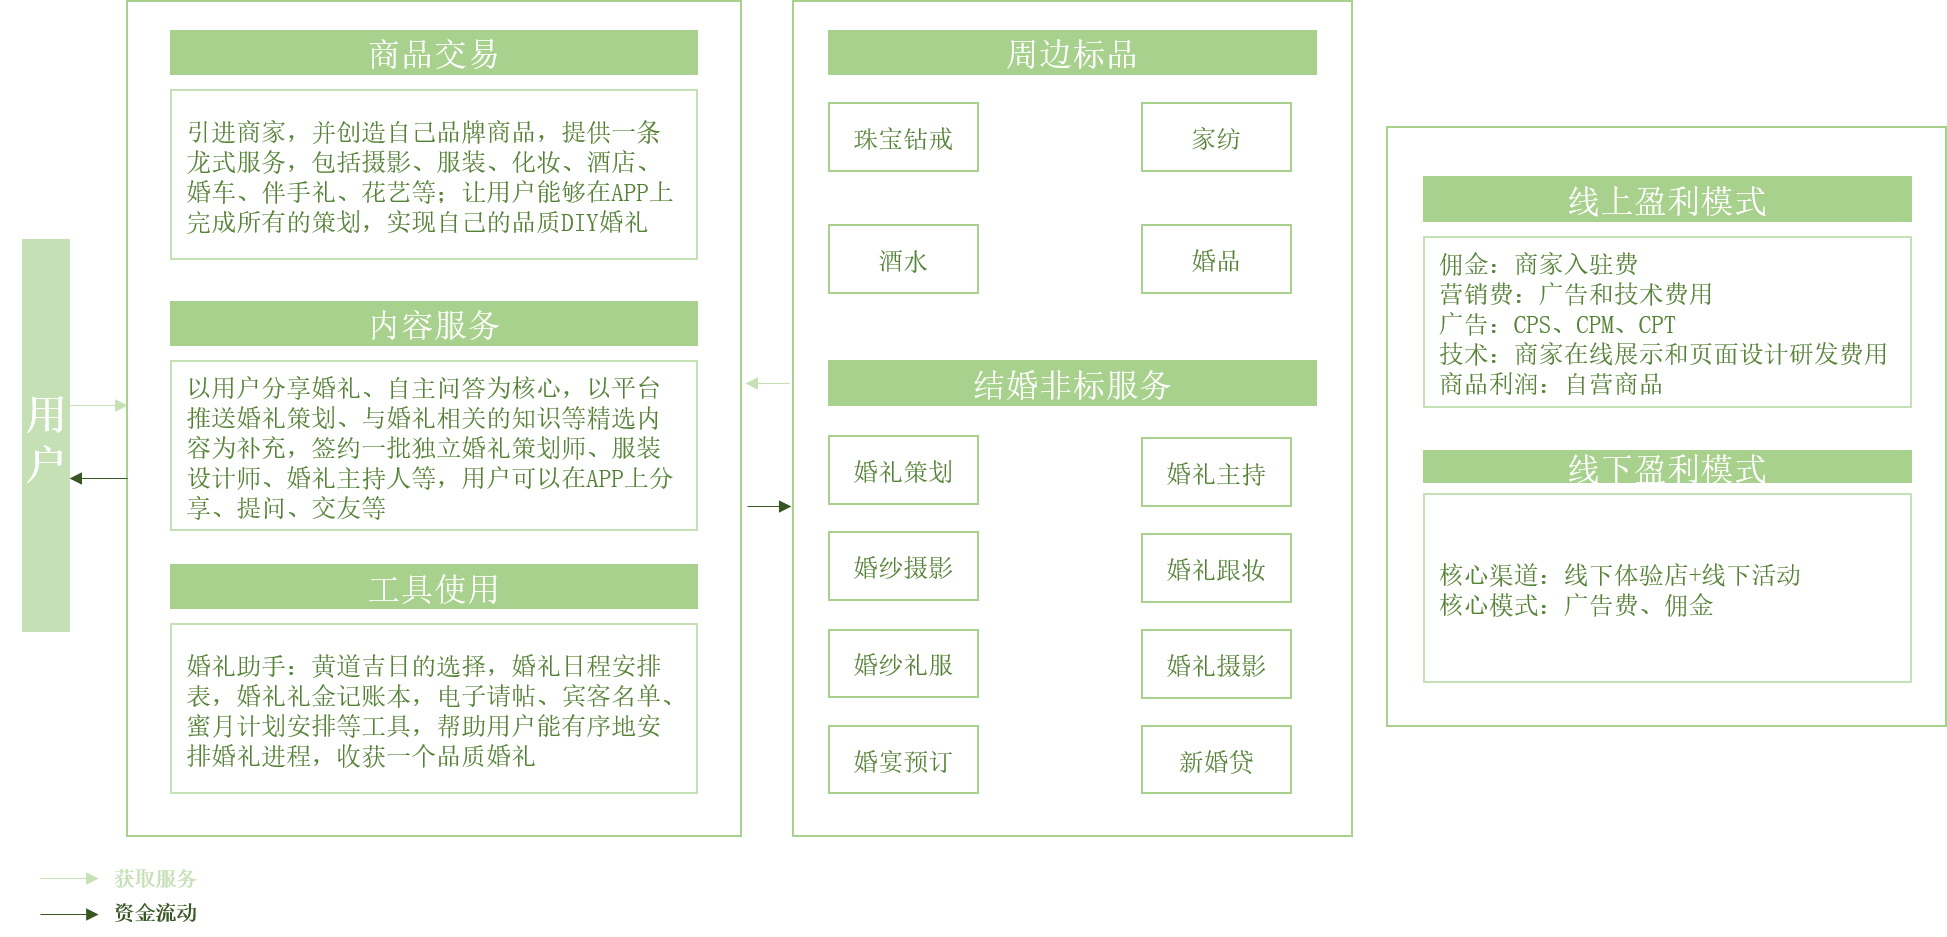 用
户
商品交易
引进商家，并创造自己品牌商品，提供一条
龙式服务，包括摄影、服装、化妆、酒店、
婚车、伴手礼、花艺等；让用户能够在APP上
完成所有的策划，实现自己的品质DIY婚礼
内容服务
以用户分享婚礼、自主问答为核心，以平台
推送婚礼策划、与婚礼相关的知识等精选内
容为补充，签约一批独立婚礼策划师、服装
设计师、婚礼主持人等，用户可以在APP上分
享、提问、交友等
工具使用
婚礼助手：黄道吉日的选择，婚礼日程安排
表，婚礼礼金记账本，电子请帖、宾客名单、
蜜月计划安排等工具，帮助用户能有序地安
排婚礼进程，收获一个品质婚礼
周边标品
珠宝钻戒
家纺
酒水
婚品
结婚非标服务
婚礼策划
婚礼主持
婚纱摄影
婚礼跟妆
婚纱礼服
婚礼摄影
婚宴预订
新婚贷
线上盈利模式
佣金：商家入驻费
营销费：广告和技术费用
广告：CPS、CPM、CPT
技术：商家在线展示和页面设计研发费用
商品利润：自营商品
线下盈利模式
核心渠道：线下体验店+线下活动
核心模式：广告费、佣金
获取服务
资金流动